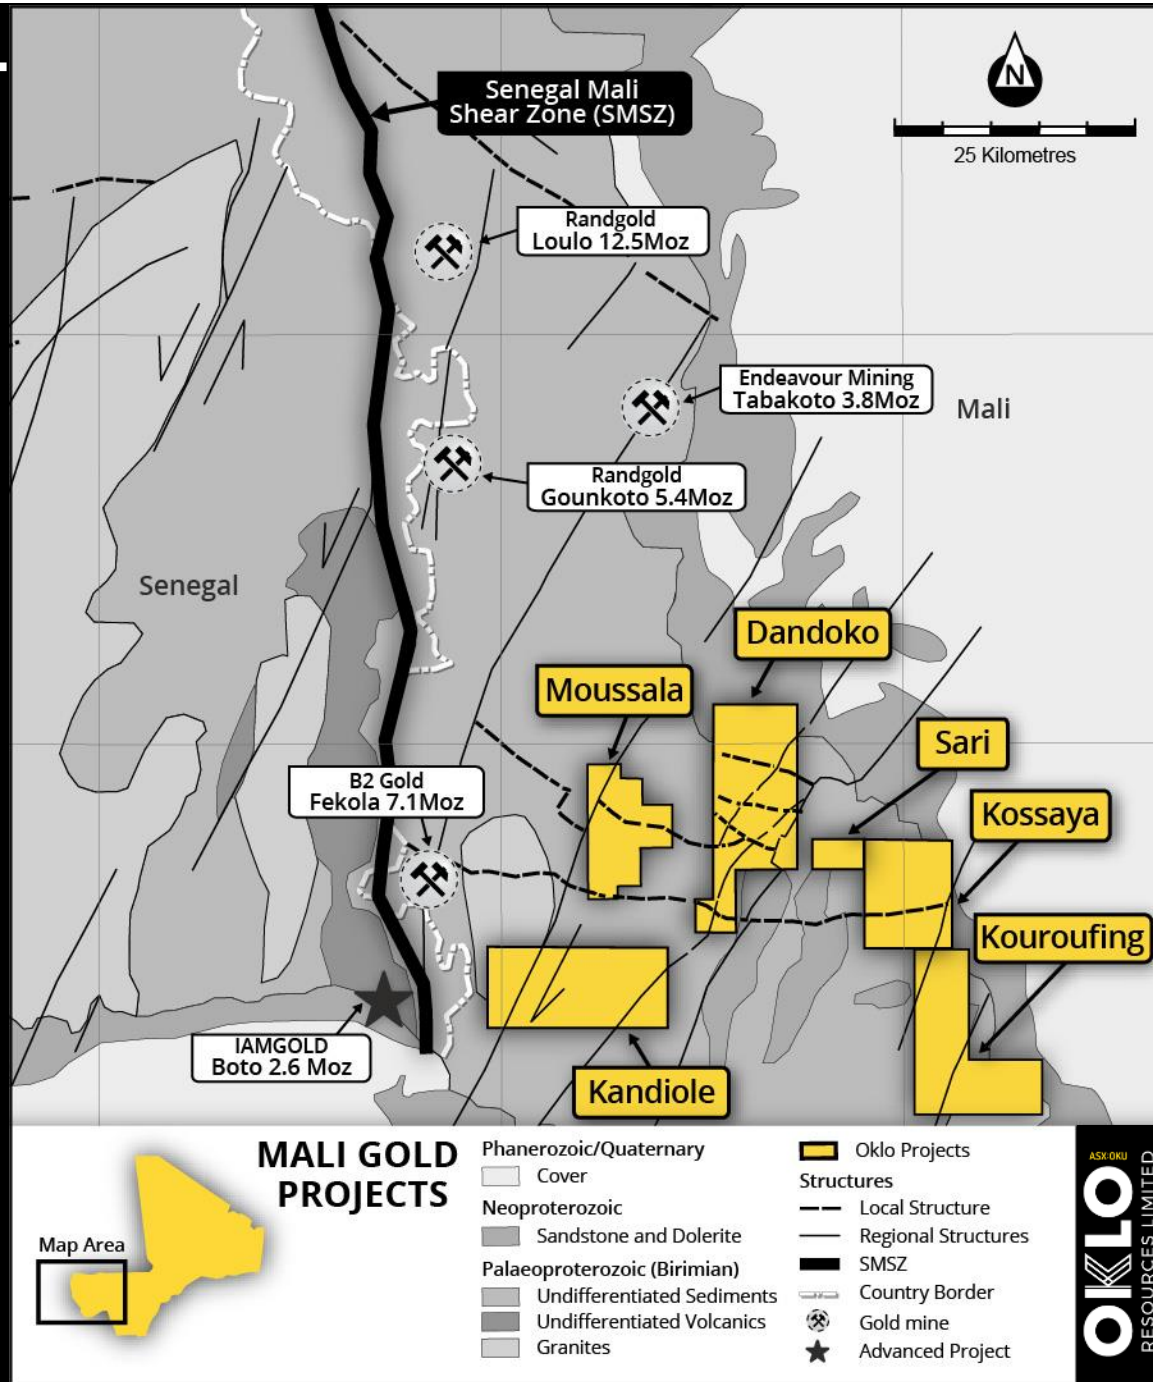 N
25 Kilometres
Senegal Mali
Shear Zone (SMSZ)
Randgold
Loulo 12.5Moz
Endeavour Mining
Tabakoto 3.8Moz
Mali
Randgold
Gounkoto 5.4Moz
Senegal
Dandoko
Moussala
Sari
B2 Gold
Fekola 7.1Moz
Kossaya
Kouroufing
IAMGOLD
Boto 2.6 Moz
Kandiole
MALI GOLD
PROJECTS
Map Area
Phanerozoic/Quaternary
Cover
Neoproterozoic
Sandstone and Dolerite
Palaeoproterozoic (Birimian)
Undifferentiated Sediments
Undifferentiated Volcanics
Granites
Oklo Projects
Structures
Local Structure
Regional Structures
SMSZ
Country Border
Gold mine
Advanced Project
ASX:OKU
OKLO
RESOURCES LIMITED